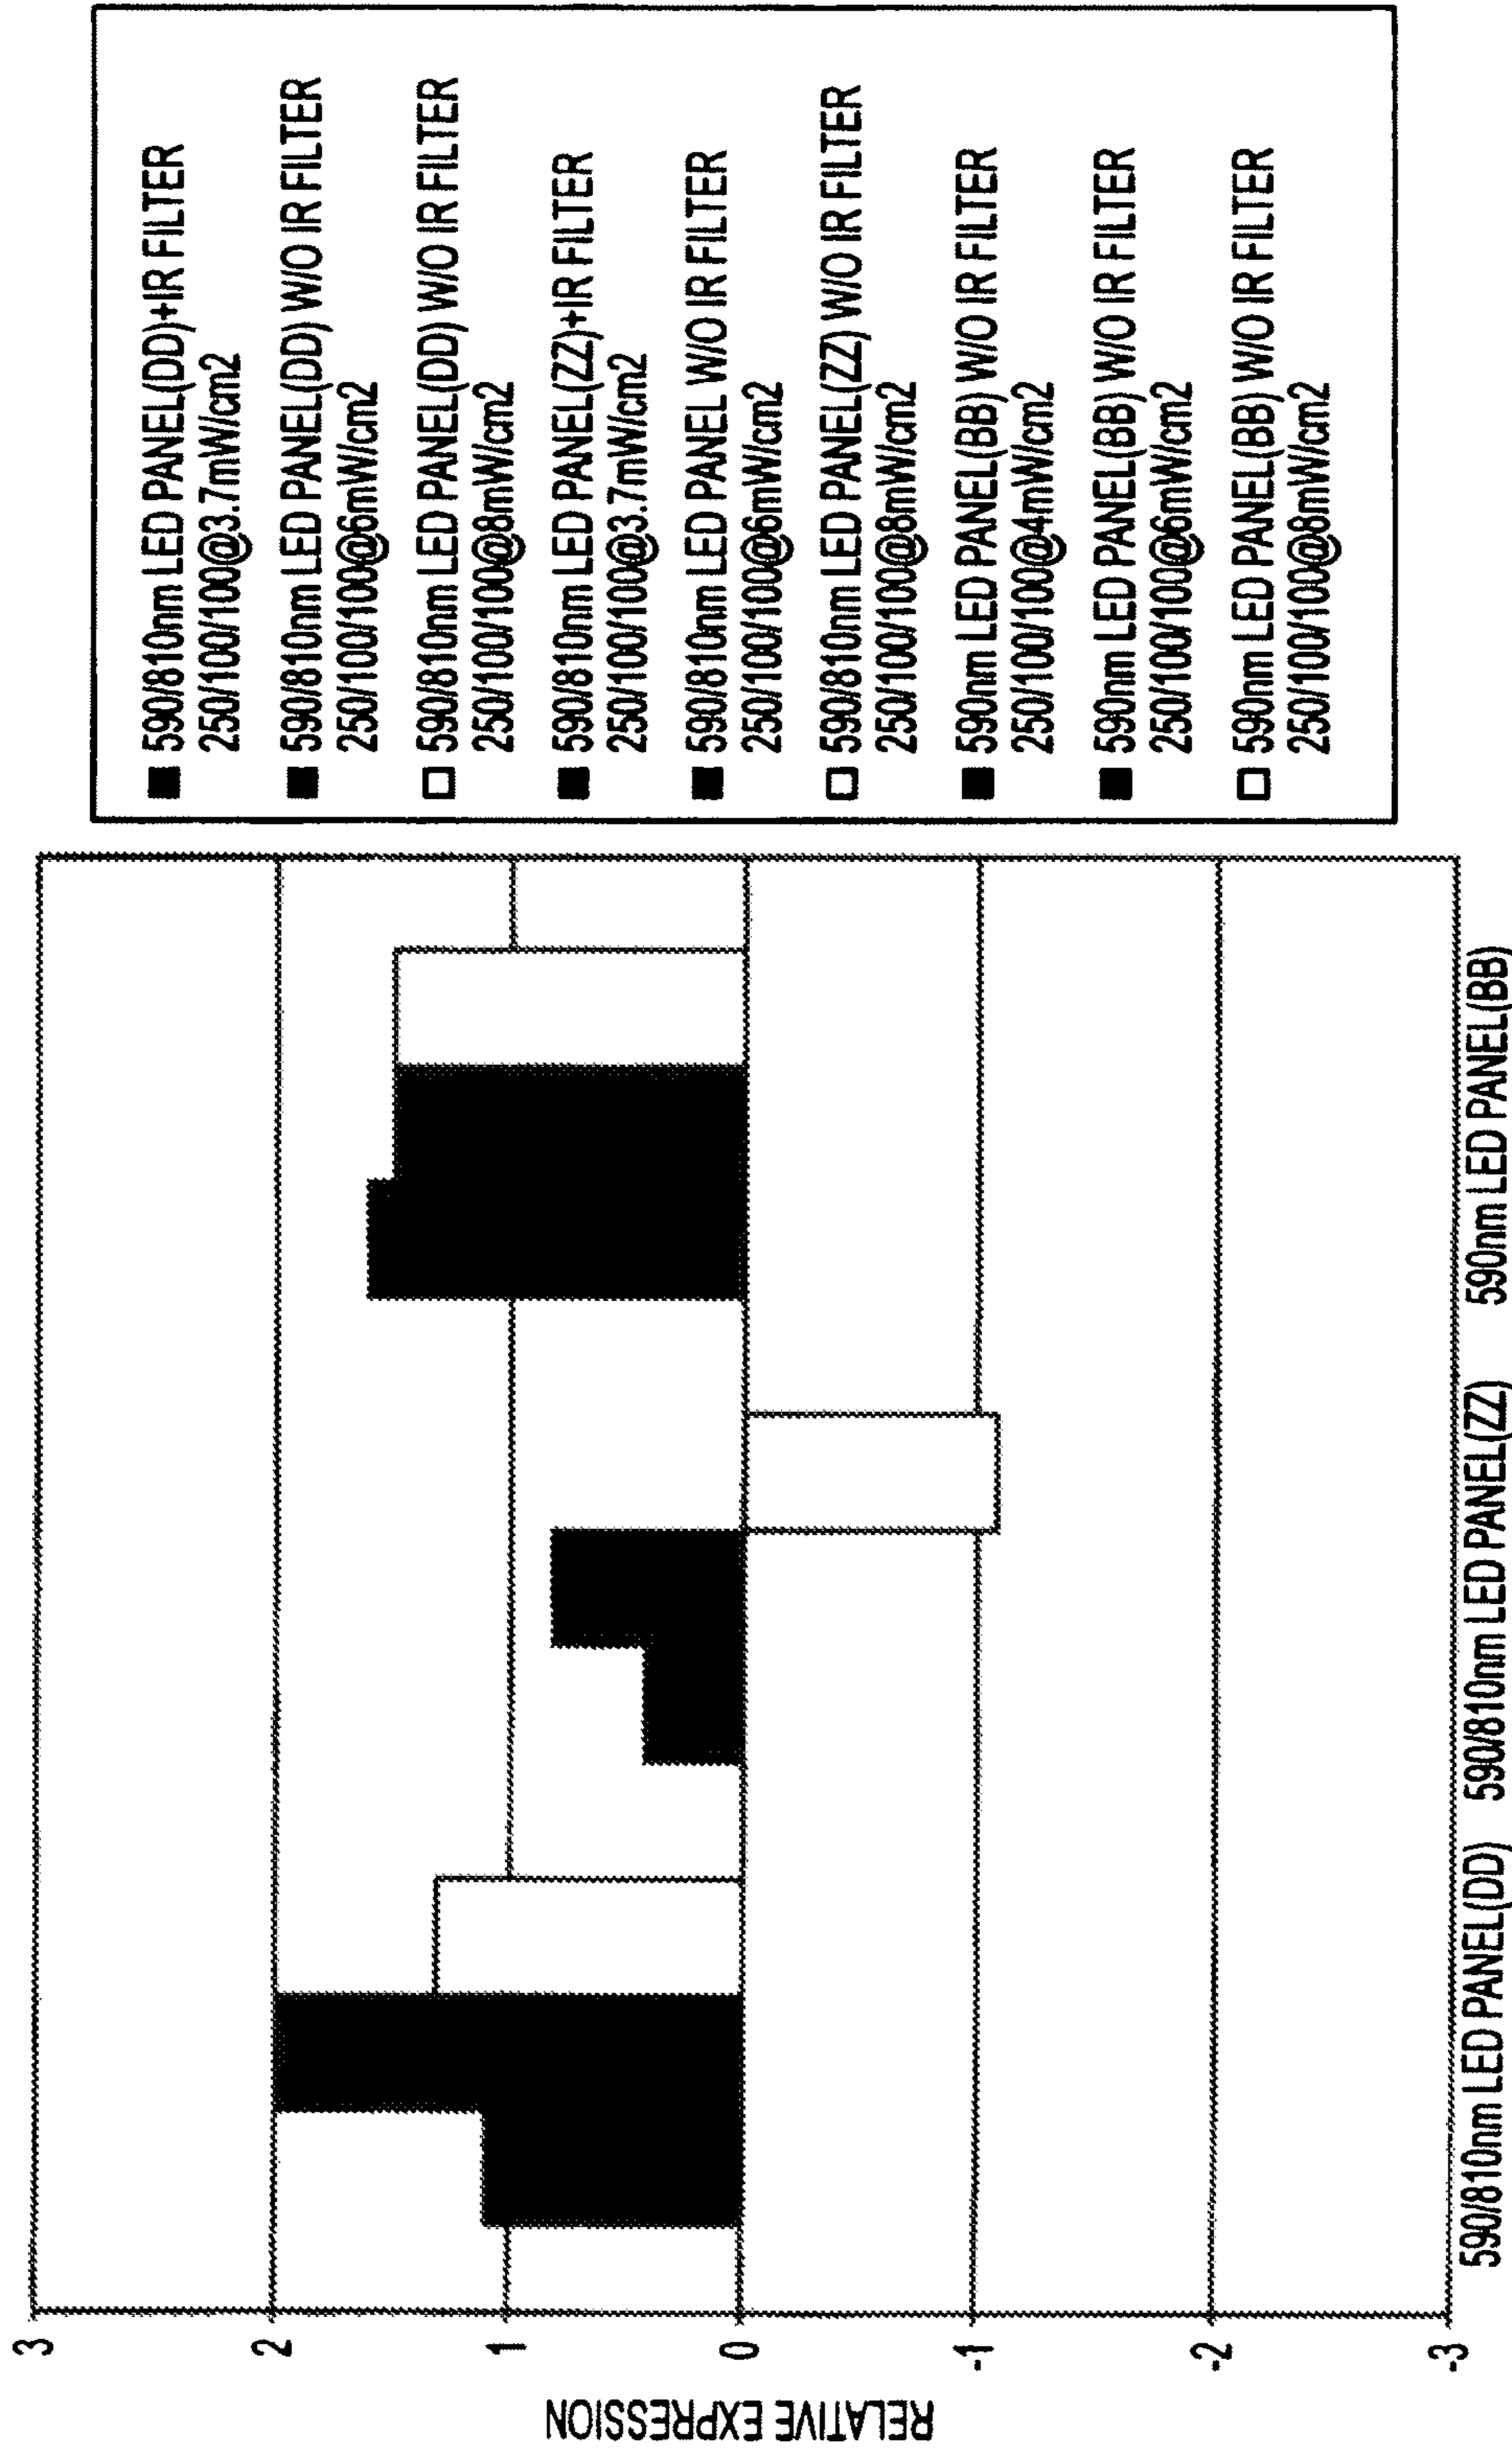 RELATIVE EXPRESSION
3
2
1
0
-1
-2
-3
590/810nm LED PANEL(DD)
590/810nm LED PANEL(ZZ)
590nm LED PANEL(BB)
590/810nm LED PANEL(DD)+IR FILTER
250/100/100@3.7mW/cm2
590/810nm LED PANEL(DD) W/O IR FILTER
250/100/100@6mW/cm2
590/810nm LED PANEL(DD) W/O IR FILTER
250/100/100@8mW/cm2
590/810nm LED PANEL(ZZ)+IR FILTER
250/100/100@3.7mW/cm2
590/810nm LED PANEL W/O IR FILTER
250/100/100@6mW/cm2
590/810nm LED PANEL(ZZ) W/O IR FILTER
250/100/100@8mW/cm2
590nm LED PANEL(BB) W/O IR FILTER
250/100/100@4mW/cm2
590nm LED PANEL(BB) W/O IR FILTER
250/100/100@6mW/cm2
590nm LED PANEL(BB) W/O IR FILTER
250/100/100@8mW/cm2